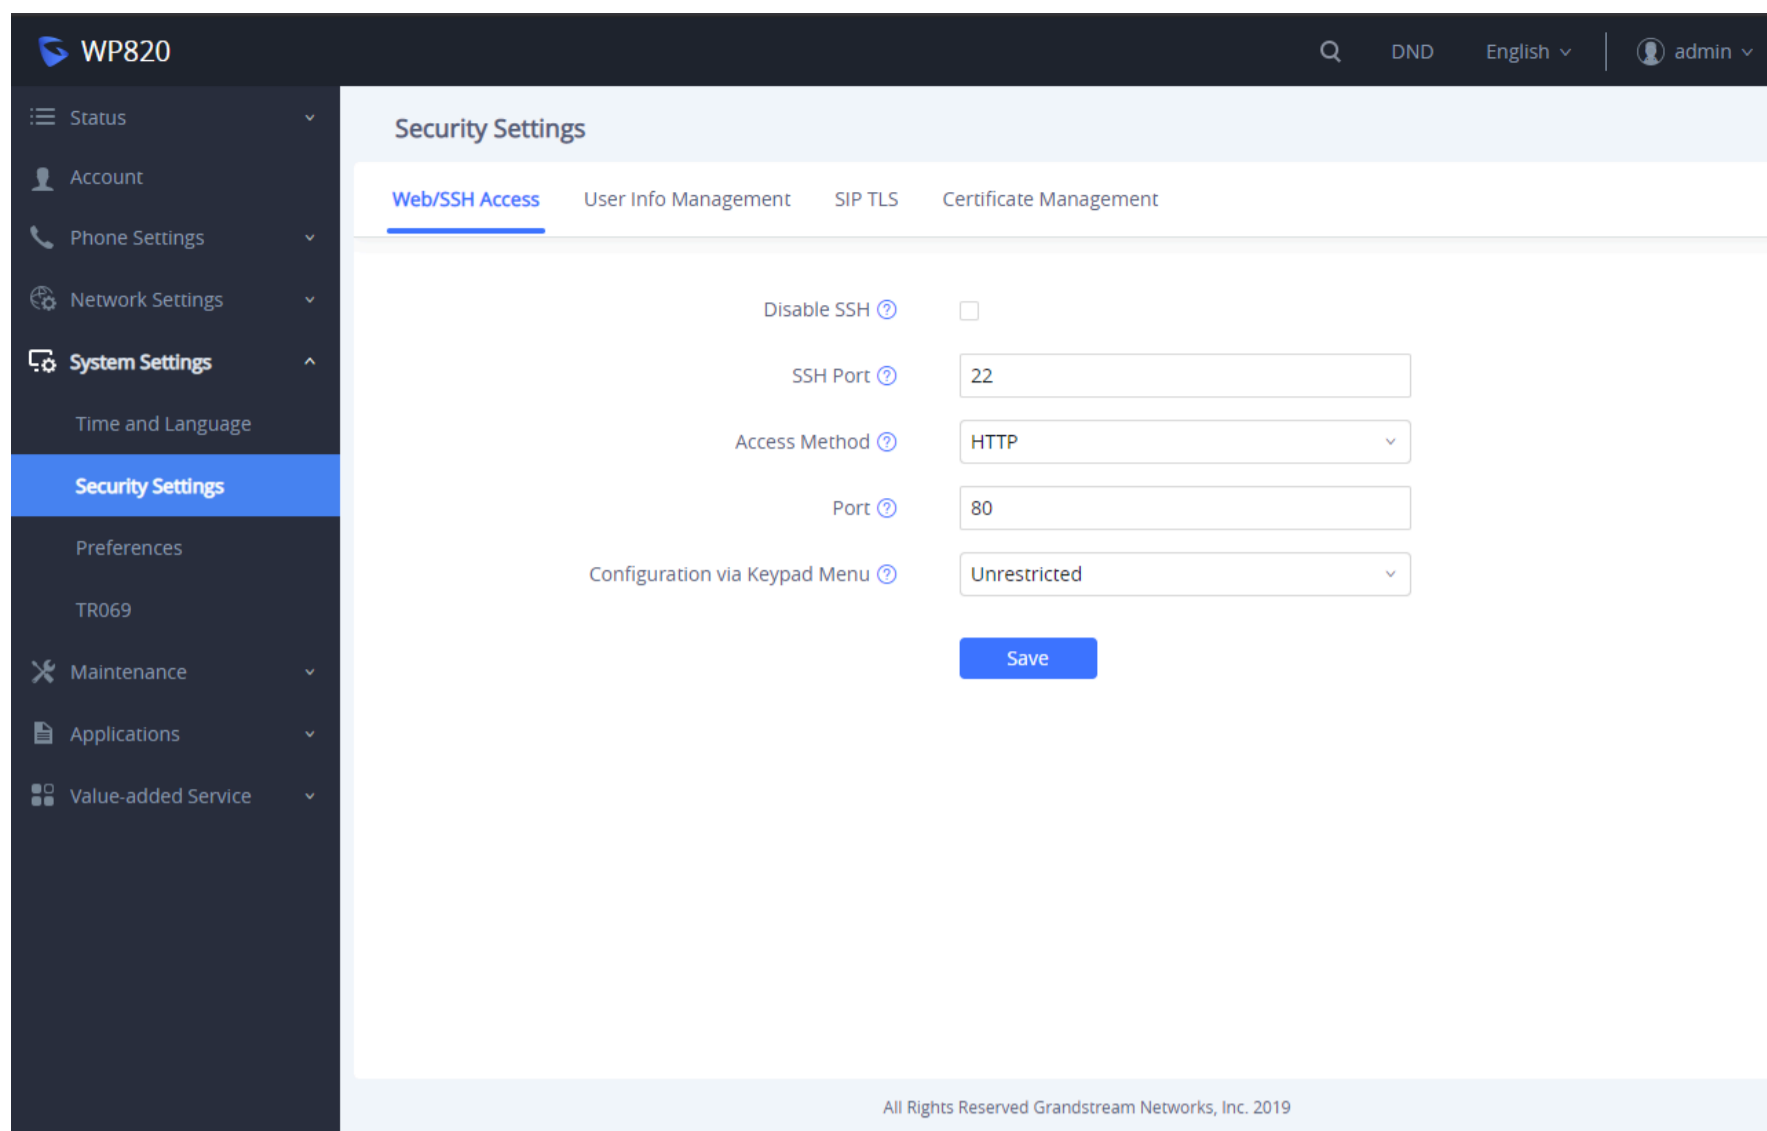 WP820
DND English admin
Status
Account
Phone Settings
Network Settings
System Settings
Time and Language
Security Settings
Preferences
TR069
Maintenance
Applications
Value-added Service
Security Settings
Web/SSH Access User Info Management SIP TLS Certificate Management
Disable SSH ?
SSH Port ? 22
Access Method ? HTTP
Port ? 80
Configuration via Keypad Menu ? Unrestricted
Save
All Rights Reserved Grandstream Networks, Inc. 2019